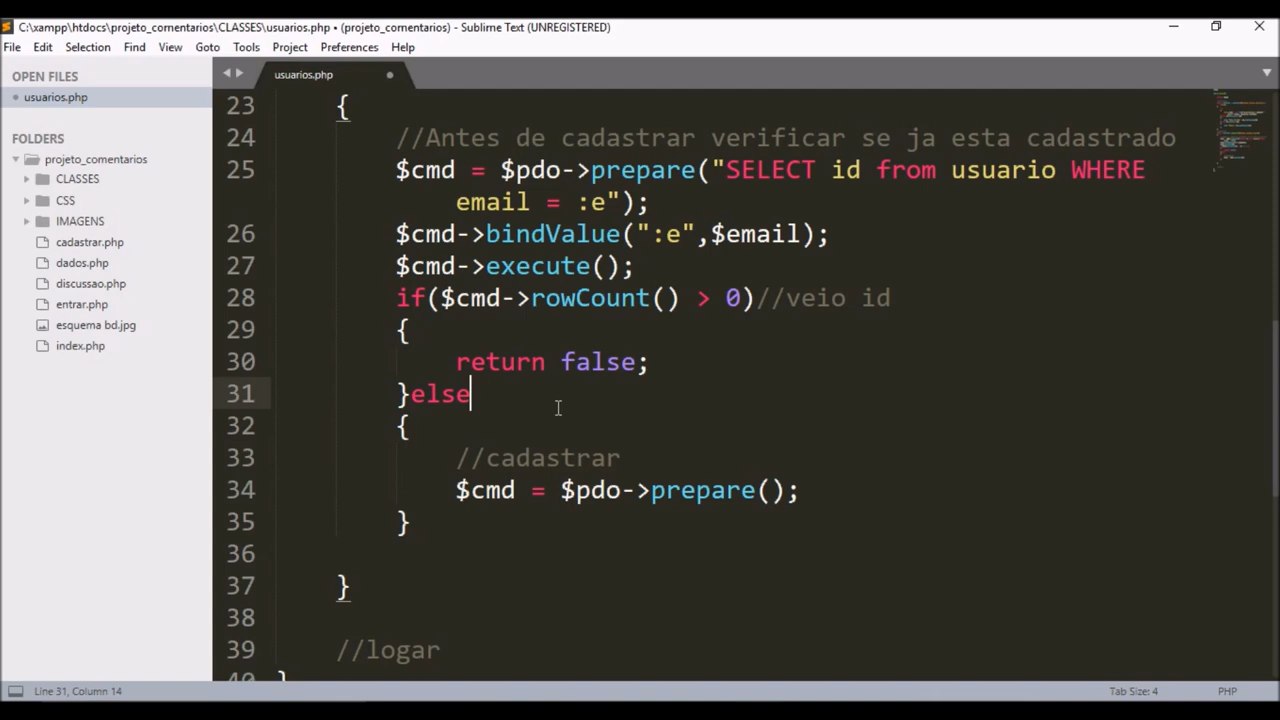 C:\xampp\htdocs\projeto_comentarios\CLASSES\usuarios.php • (projeto_comentarios) - Sublime Text (UNREGISTERED)
File Edit Selection Find View Goto Tools Project Preferences Help
OPEN FILES
usuarios.php
FOLDERS
projeto_comentarios
CLASSES
CSS
IMAGENS
cadastrar.php
dados.php
discussao.php
entrar.php
esquema bd.jpg
index.php
usuarios.php
23 {
24 //Antes de cadastrar verificar se ja esta cadastrado
25 $cmd = $pdo->prepare("SELECT id from usuario WHERE
email = :e");
26 $cmd->bindValue(":e",$email);
27 $cmd->execute();
28 if($cmd->rowCount() > 0)//veio id
29 {
30 return false;
31 }else
32 {
33 //cadastrar
34 $cmd = $pdo->prepare();
35 }
36
37 }
38
39 //logar
40 }
Line 31, Column 14 Tab Size: 4 PHP